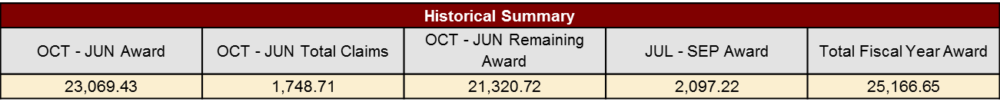 Historical Summary
OCT - JUN Award
OCT - JUN Total Claims
OCT - JUN Remaining
Award
JUL - SEP Award
Total Fiscal Year Award
23,069.43
1,748.71
21,320.72
2,097.22
25,166.65